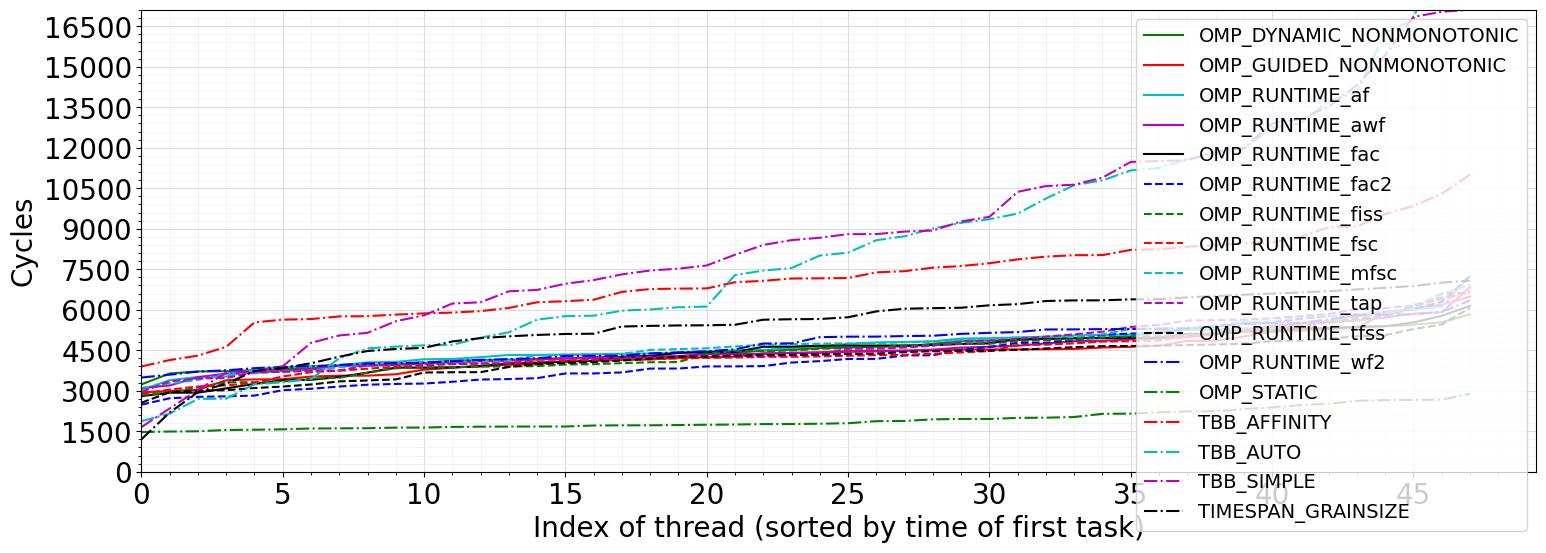 16500
15000
13500
12000
10500
9000
7500
6000
4500
3000
1500
0
Cycles
OMP_DYNAMIC_NONMONOTONIC
OMP_GUIDED_NONMONOTONIC
OMP_RUNTIME_af
OMP_RUNTIME_awf
OMP_RUNTIME_fac
OMP_RUNTIME_fac2
OMP_RUNTIME_fiss
OMP_RUNTIME_fsc
OMP_RUNTIME_mfsc
OMP_RUNTIME_tap
OMP_RUNTIME_tfss
OMP_RUNTIME_wf2
OMP_STATIC
TBB_AFFINITY
TBB_AUTO
TBB_SIMPLE
TIMESPAN_GRAINSIZE
0 5 10 15 20 25 30 35 40 45
Index of thread (sorted by time of first task)